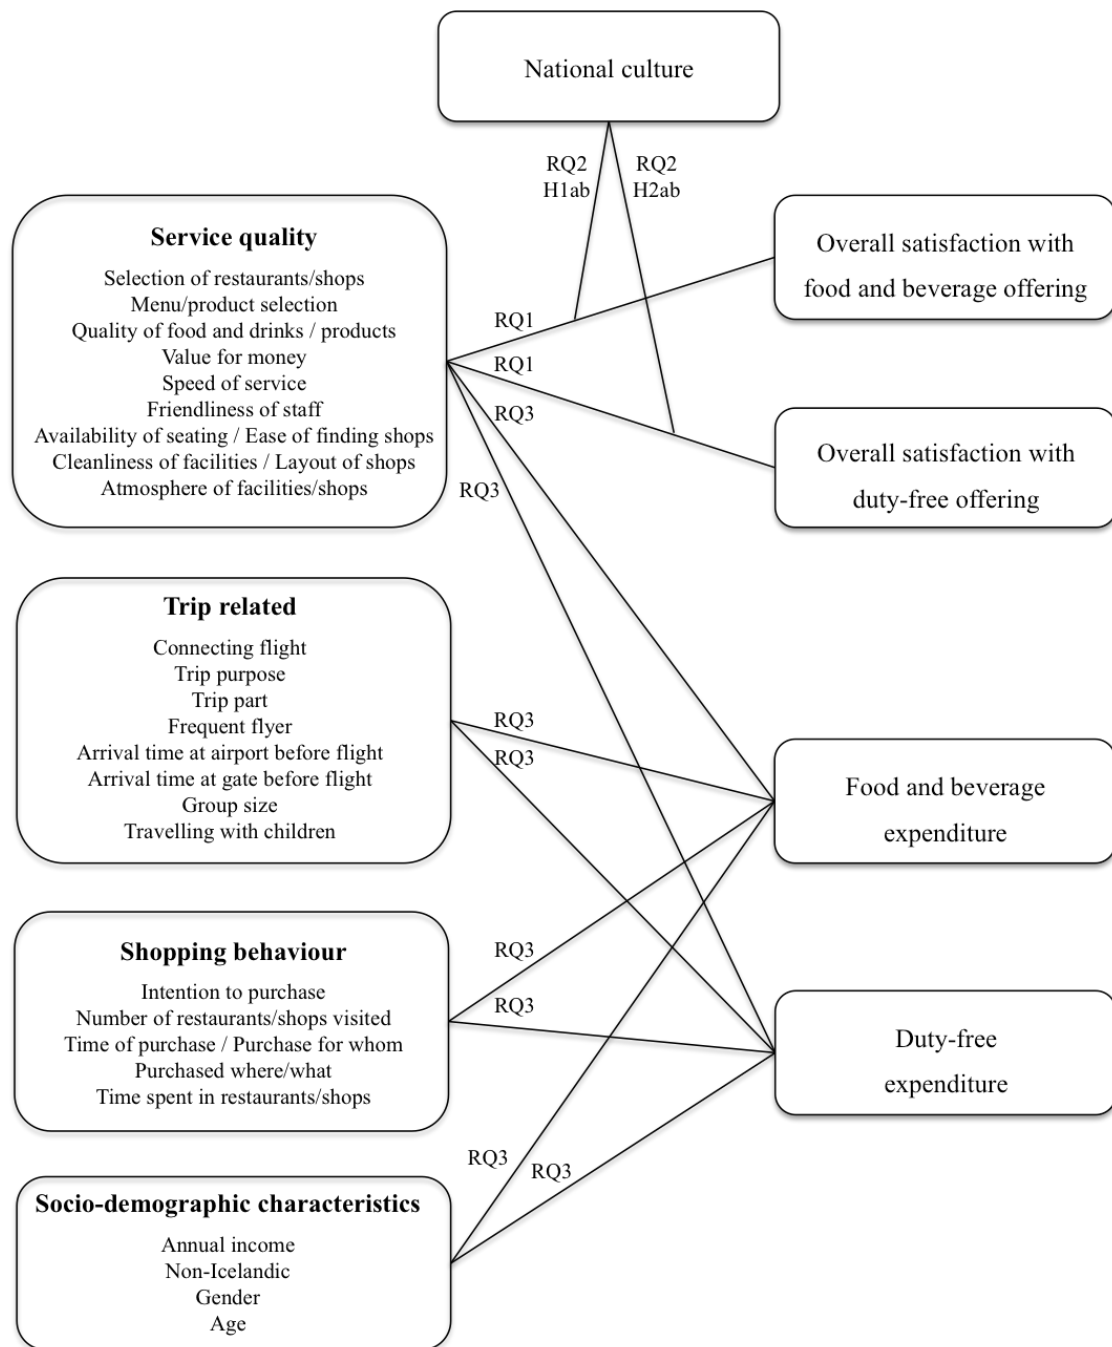 National culture
RQ2
H1ab
RQ2
H2ab
Service quality
Selection of restaurants/shops
Menu/product selection
Quality of food and drinks / products
Value for money
Speed of service
Friendliness of staff
Availability of seating / Ease of finding shops
Cleanliness of facilities / Layout of shops
Atmosphere of facilities/shops
RQ1
RQ1
RQ3
RQ3
Overall satisfaction with
food and beverage offering
Overall satisfaction with
duty-free offering
Trip related
Connecting flight
Trip purpose
Trip part
Frequent flyer
Arrival time at airport before flight
Arrival time at gate before flight
Group size
Travelling with children
RQ3
RQ3
Food and beverage
expenditure
Shopping behaviour
Intention to purchase
Number of restaurants/shops visited
Time of purchase / Purchase for whom
Purchased where/what
Time spent in restaurants/shops
RQ3
RQ3
Duty-free
expenditure
Socio-demographic characteristics
Annual income
Non-Icelandic
Gender
Age
RQ3
RQ3